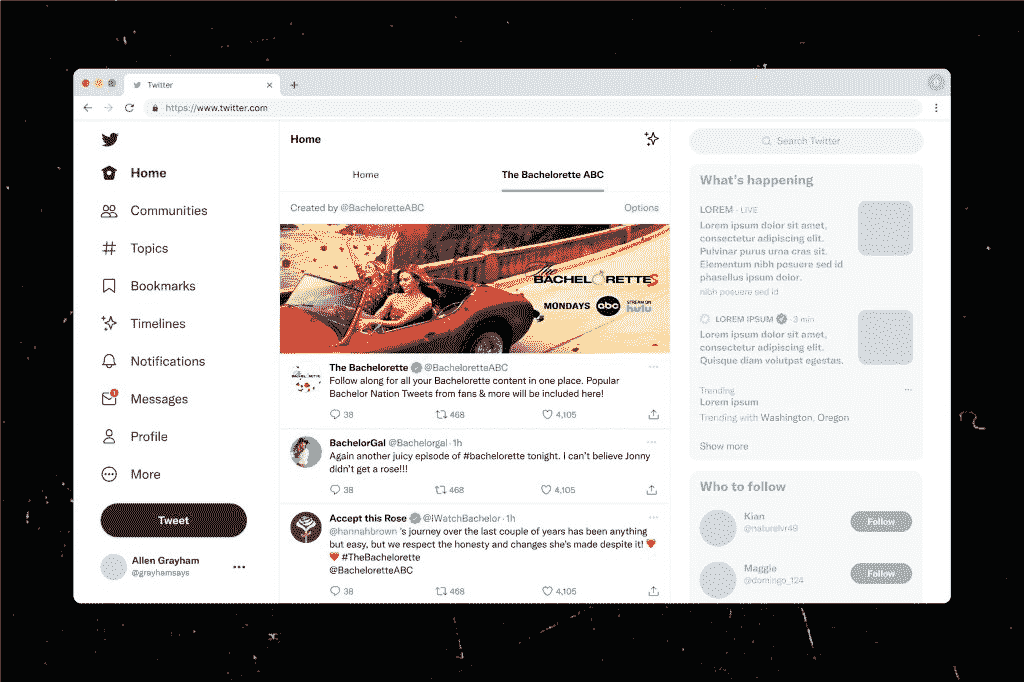 Twitter
https://www.twitter.com
Home
Communities
Topics
Bookmarks
Timelines
Notifications
1
Messages
Profile
More
Tweet
Allen Grayham
@grayhamsays
Home
Home
The Bachelorette ABC
Created by @BacheloretteABC
Options
The
BACHELORETTES
MONDAYS abc STREAM ON
hulu
The Bachelorette @BacheloretteABC
Follow along for all your Bachelorette content in one place. Popular
Bachelor Nation Tweets from fans & more will be included here!
38 468 4,105
BachelorGal @Bachelorgal · 1h
Again another juicy episode of #bachelorette tonight. I can't believe Jonny
didn't get a rose!!!
38 468 4,105
Accept this Rose @IWatchBachelor · 1h
@hannahbrown 's journey over the last couple of years has been anything
but easy, but we respect the honesty and changes she's made despite it!
#TheBachelorette
@BacheloretteABC
38 468 4,105
Search Twitter
What's happening
LOREM · LIVE
Lorem ipsum dolor sit amet,
consectetur adipiscing elit.
Pulvinar purus urna cras sit.
Elementum nibh posuere sed id
phasellus ipsum dolor.
nibh posuere sed id
LOREM IPSUM · 3 min
Lorem ipsum dolor sit amet,
consectetur adipiscing elit.
Quisque diam volutpat egestas.
Trending
Lorem ipsum
Trending with Washington, Oregon
Show more
Who to follow
Kian
@naturelvr49
Follow
Maggie
@domingo_124
Follow